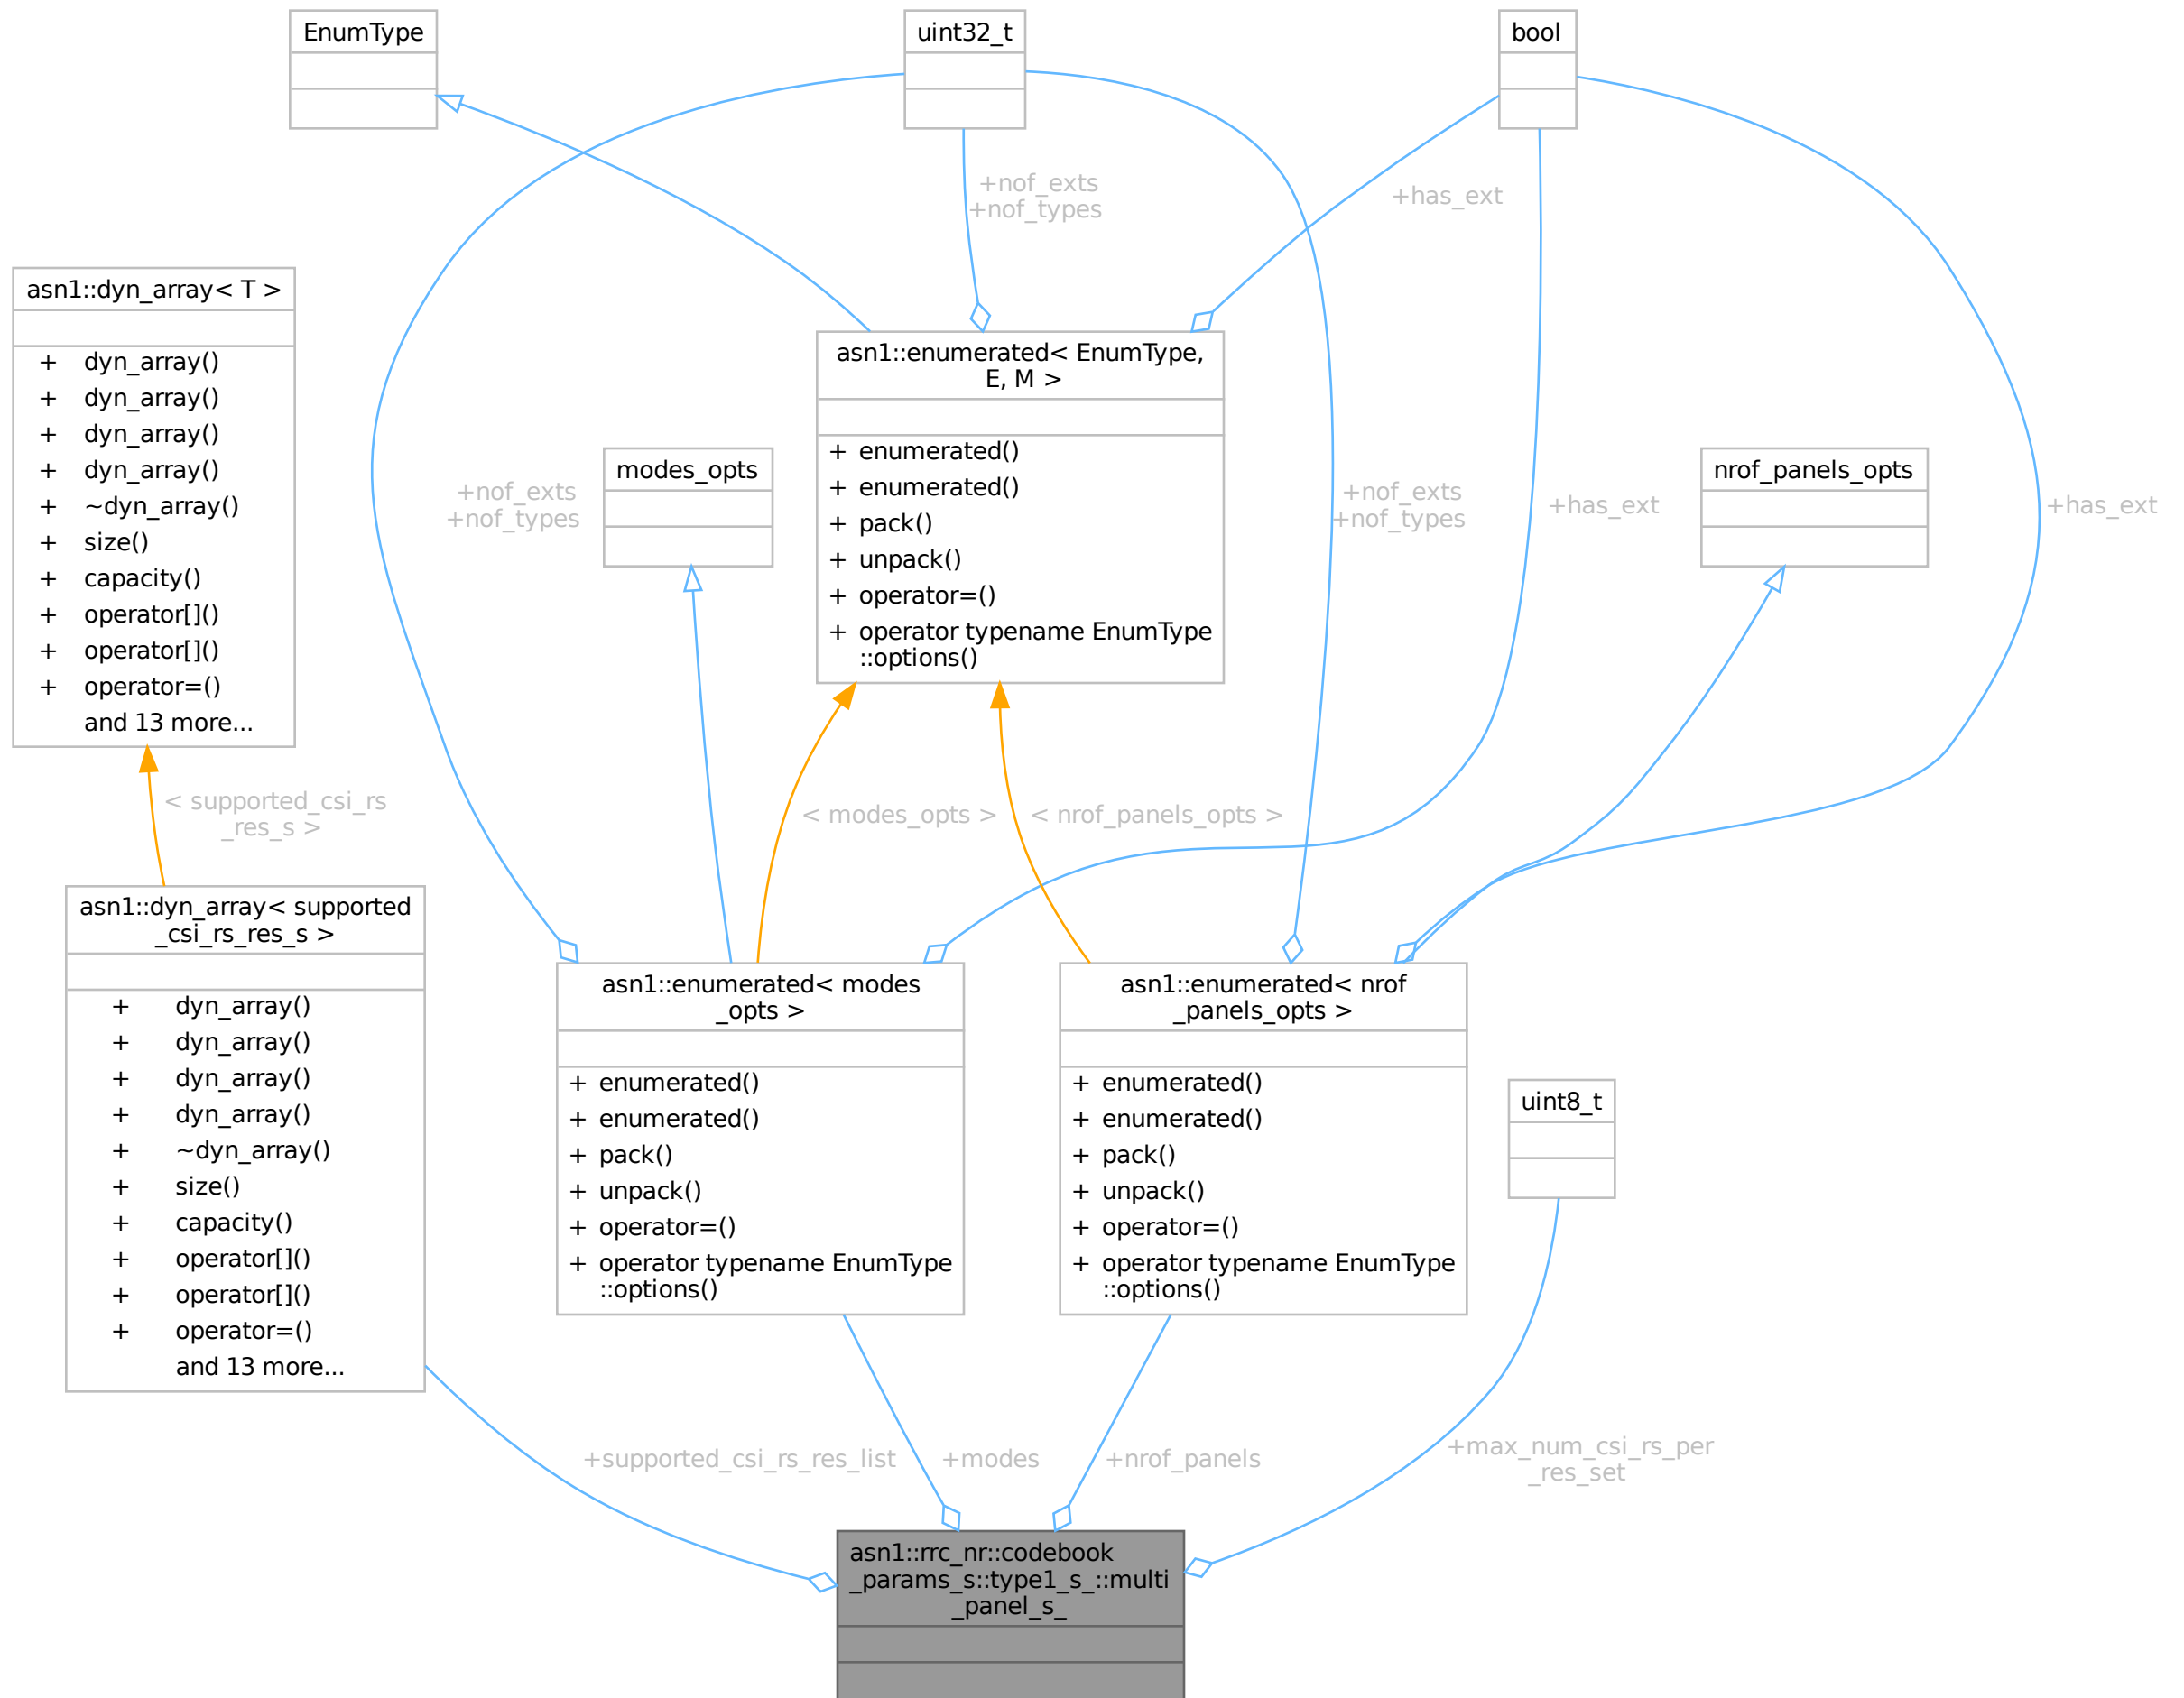 EnumType
uint32_t
bool
+nof_exts
+nof_types
+has_ext
asn1::dyn_array< T >
+ dyn_array()
+ dyn_array()
+ dyn_array()
+ dyn_array()
+ ~dyn_array()
+ size()
+ capacity()
+ operator[]()
+ operator[]()
+ operator=()
and 13 more...
asn1::enumerated< EnumType,
E, M >
+ enumerated()
+ enumerated()
+ pack()
+ unpack()
+ operator=()
+ operator typename EnumType
::options()
+nof_exts
+nof_types
modes_opts
+nof_exts
+nof_types
+has_ext
nrof_panels_opts
+has_ext
< supported_csi_rs
_res_s >
< modes_opts >
< nrof_panels_opts >
asn1::dyn_array< supported
_csi_rs_res_s >
+ dyn_array()
+ dyn_array()
+ dyn_array()
+ dyn_array()
+ ~dyn_array()
+ size()
+ capacity()
+ operator[]()
+ operator[]()
+ operator=()
and 13 more...
asn1::enumerated< modes
_opts >
+ enumerated()
+ enumerated()
+ pack()
+ unpack()
+ operator=()
+ operator typename EnumType
::options()
asn1::enumerated< nrof
_panels_opts >
+ enumerated()
+ enumerated()
+ pack()
+ unpack()
+ operator=()
+ operator typename EnumType
::options()
uint8_t
+supported_csi_rs_res_list
+modes
+nrof_panels
+max_num_csi_rs_per
_res_set
asn1::rrc_nr::codebook
_params_s::type1_s_::multi
_panel_s_